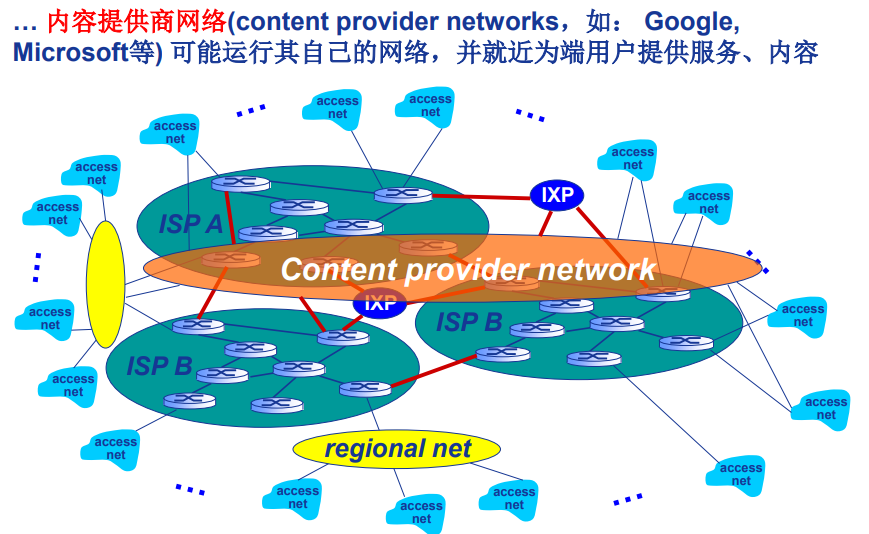 … 内容提供商网络(content provider networks，如： Google,
Microsoft等) 可能运行其自己的网络，并就近为端用户提供服务、内容
access
net
access
net
access
net
access
net
access
net
access
net
access
net
IXP
ISP A
Content provider network
IXP
access
net
access
net
ISP B
ISP B
access
net
access
net
access
net
regional net
access
net
access
net
access
net
access
net